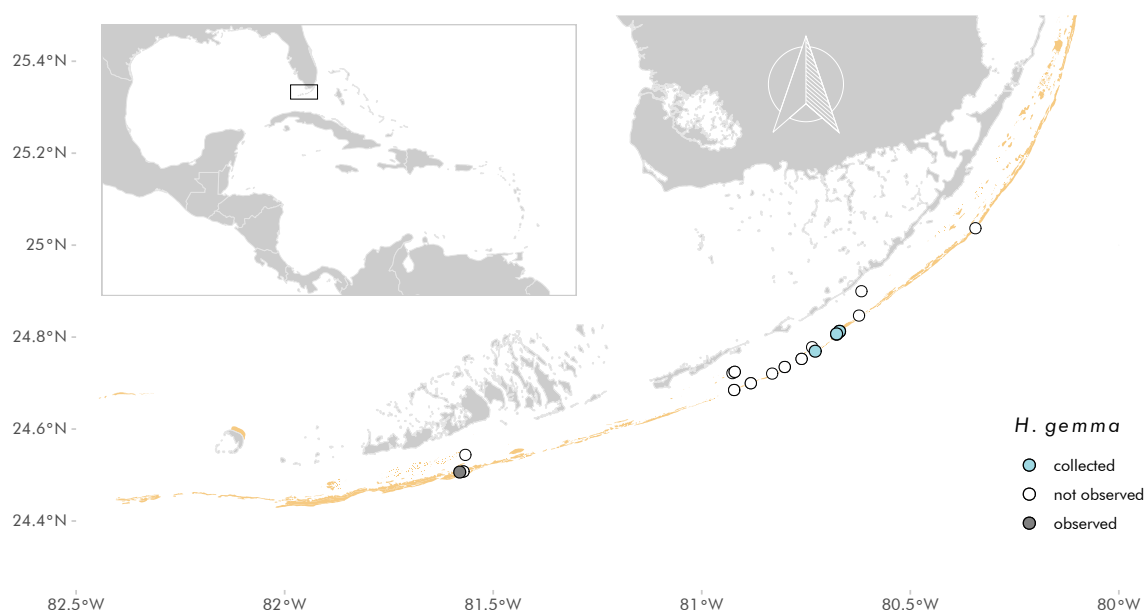 25.4°N
25.2°N
25°N
24.8°N
24.6°N
24.4°N
H. gemma
collected
not observed
observed
82.5°W 82°W 81.5°W 81°W 80.5°W 80°W